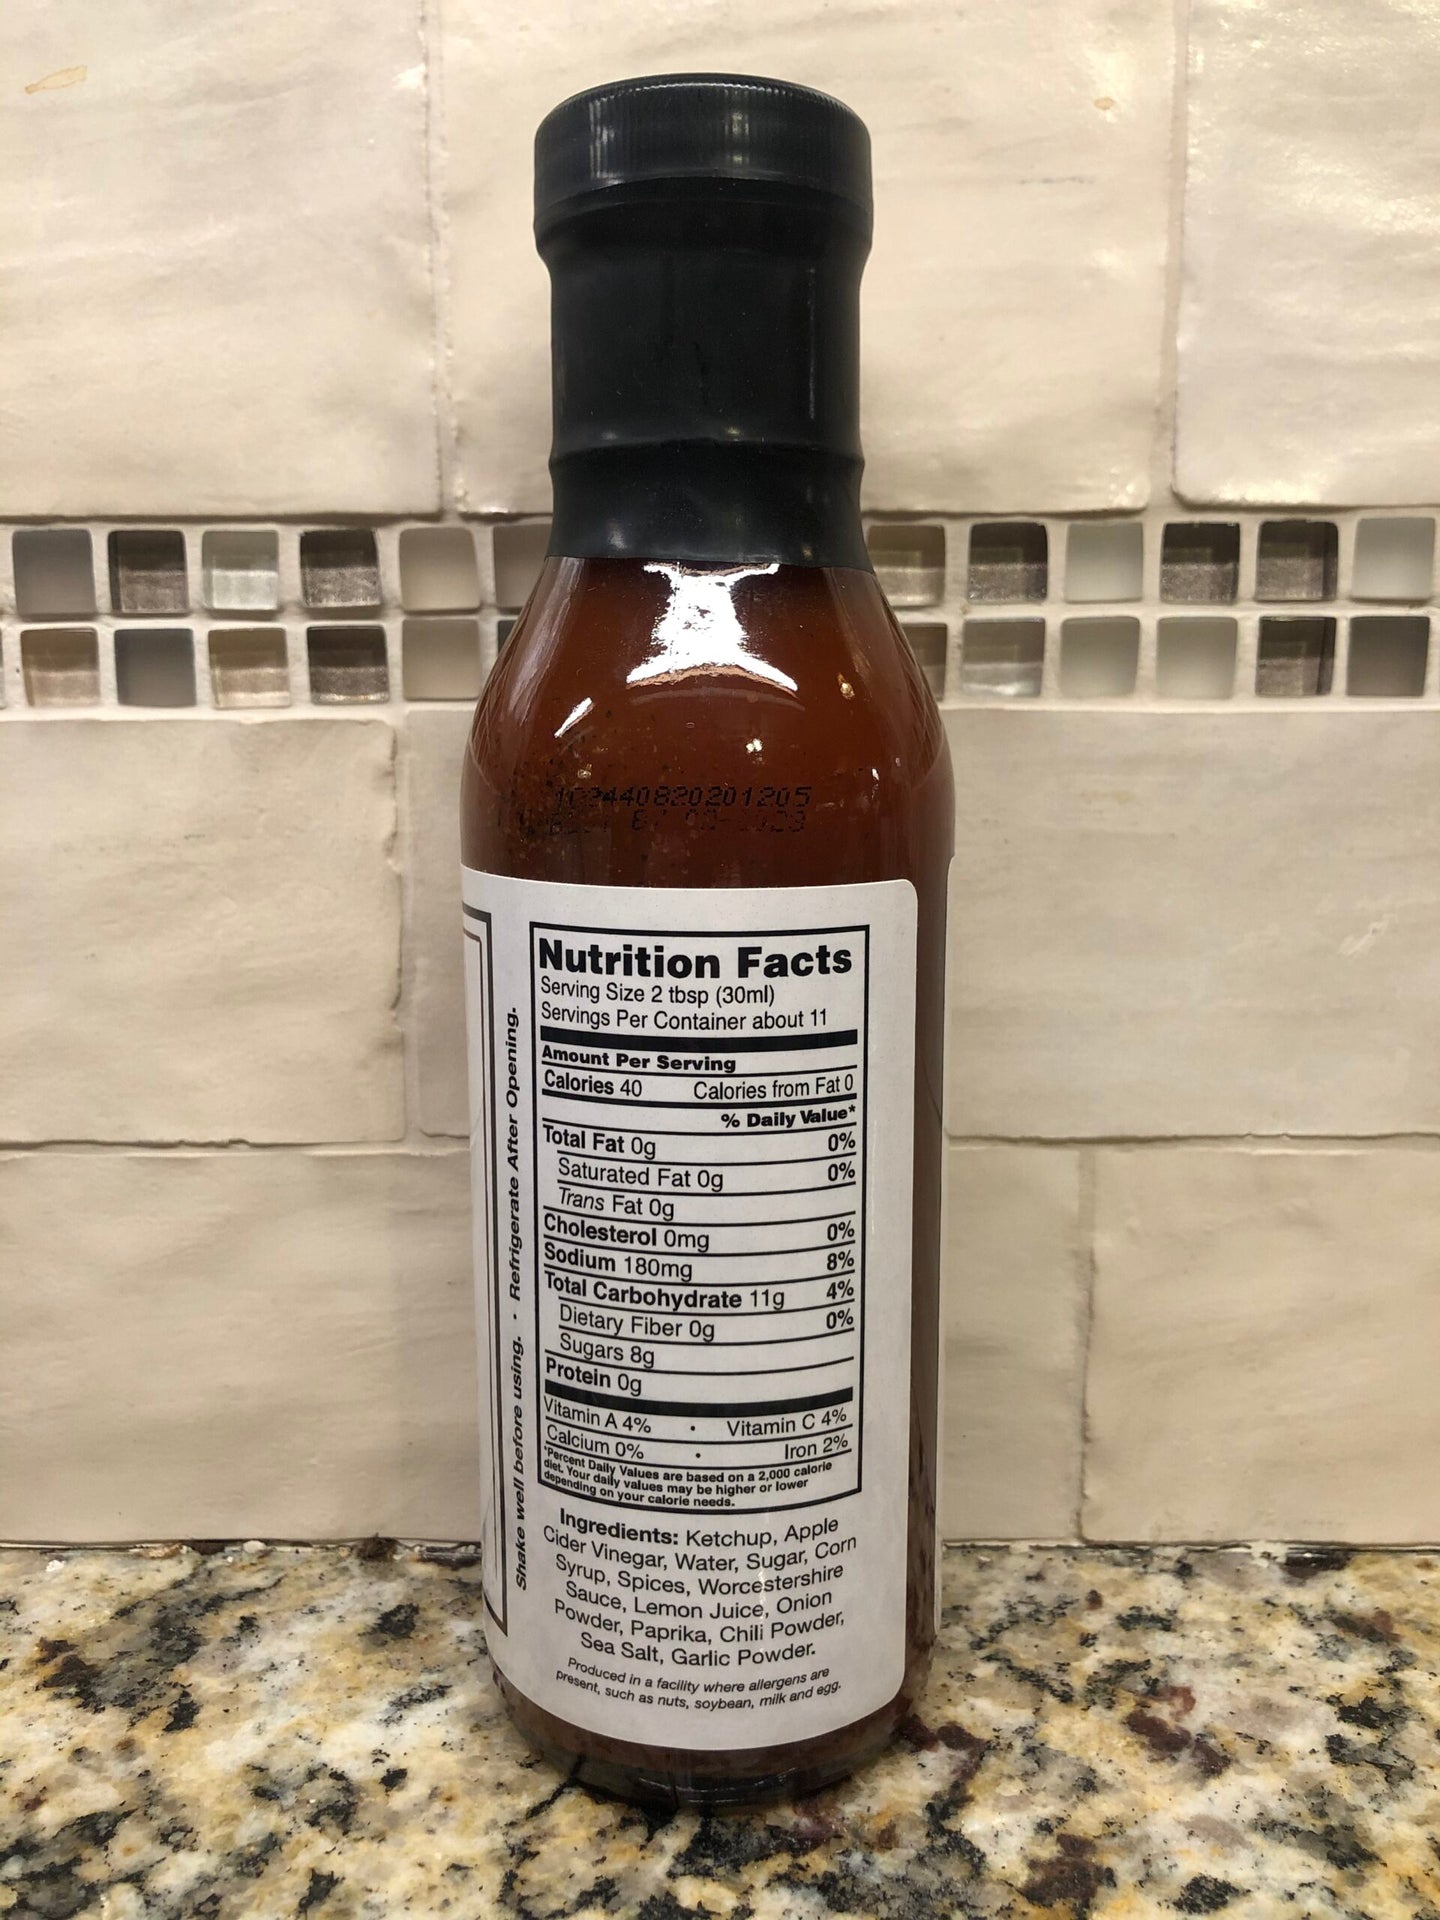 10244082020 1205
Nutrition Facts
Serving Size 2 tbsp (30ml)
Servings Per Container about 11
Amount Per Serving
Calories 40 Calories from Fat 0
% Daily Value*
Total Fat 0g 0%
Saturated Fat 0g 0%
Trans Fat 0g
Cholesterol 0mg 0%
Sodium 180mg 8%
Total Carbohydrate 11g 4%
Dietary Fiber 0g 0%
Sugars 8g
Protein 0g
Vitamin A 4% • Vitamin C 4%
Calcium 0% • Iron 2%
*Percent Daily Values are based on a 2,000 calorie
diet. Your daily values may be higher or lower
depending on your calorie needs.
Ingredients: Ketchup, Apple
Cider Vinegar, Water, Sugar, Corn
Syrup, Spices, Worcestershire
Sauce, Lemon Juice, Onion
Powder, Paprika, Chili Powder,
Sea Salt, Garlic Powder.
Produced in a facility where allergens are
present, such as nuts, soybean, milk and egg.
Shake well before using. • Refrigerate After Opening.